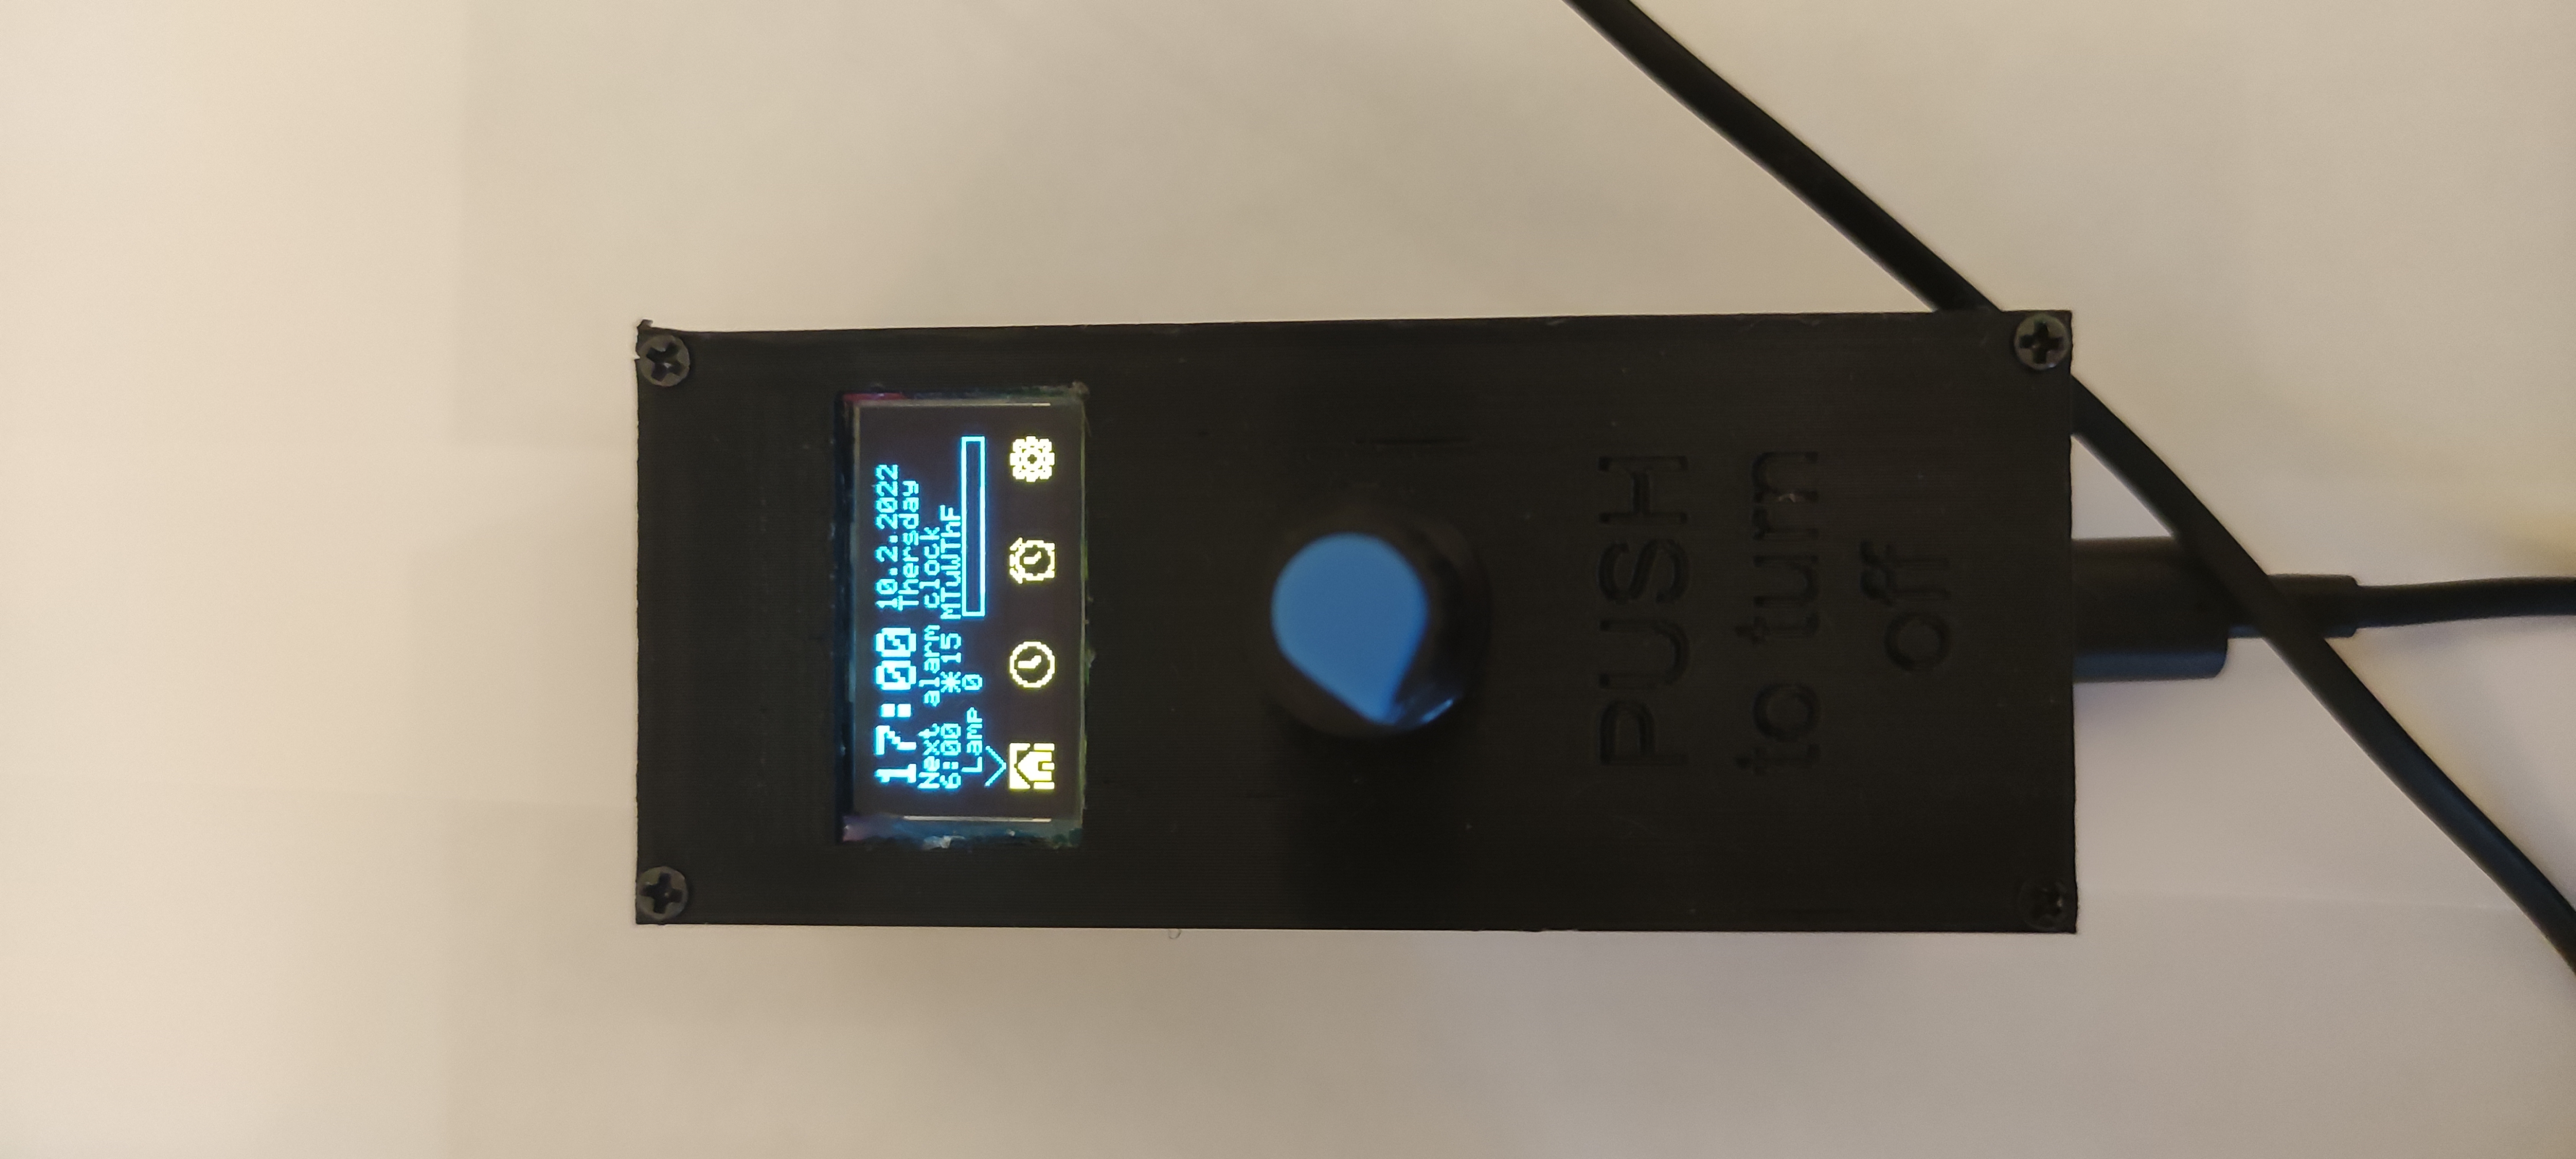 17:00 10.2.2022
Thersday
Next alarm clock
6:00 ☀15 MTuWThF
Lamp 0
PUSH
to turn
off